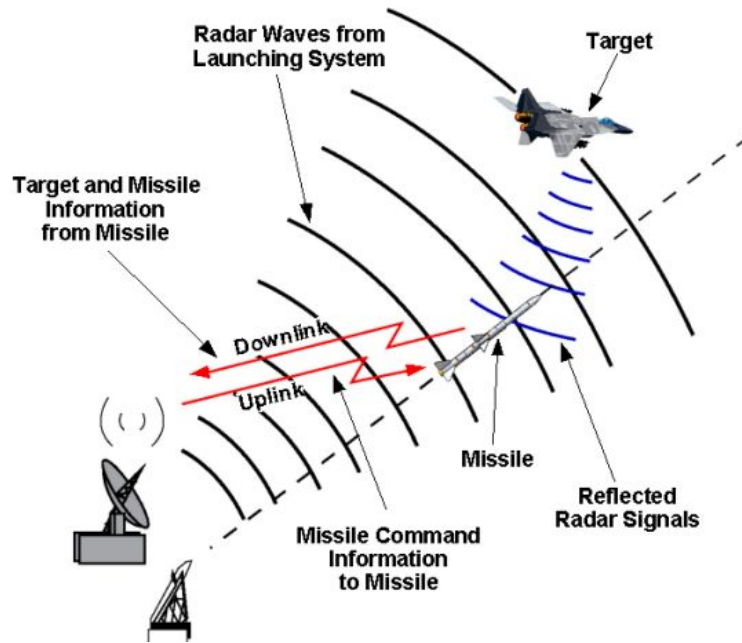 Radar Waves from
Launching System
Target
Target and Missile
Information
from Missile
Downlink
Uplink
Missile
Reflected
Radar Signals
Missile Command
Information
to Missile